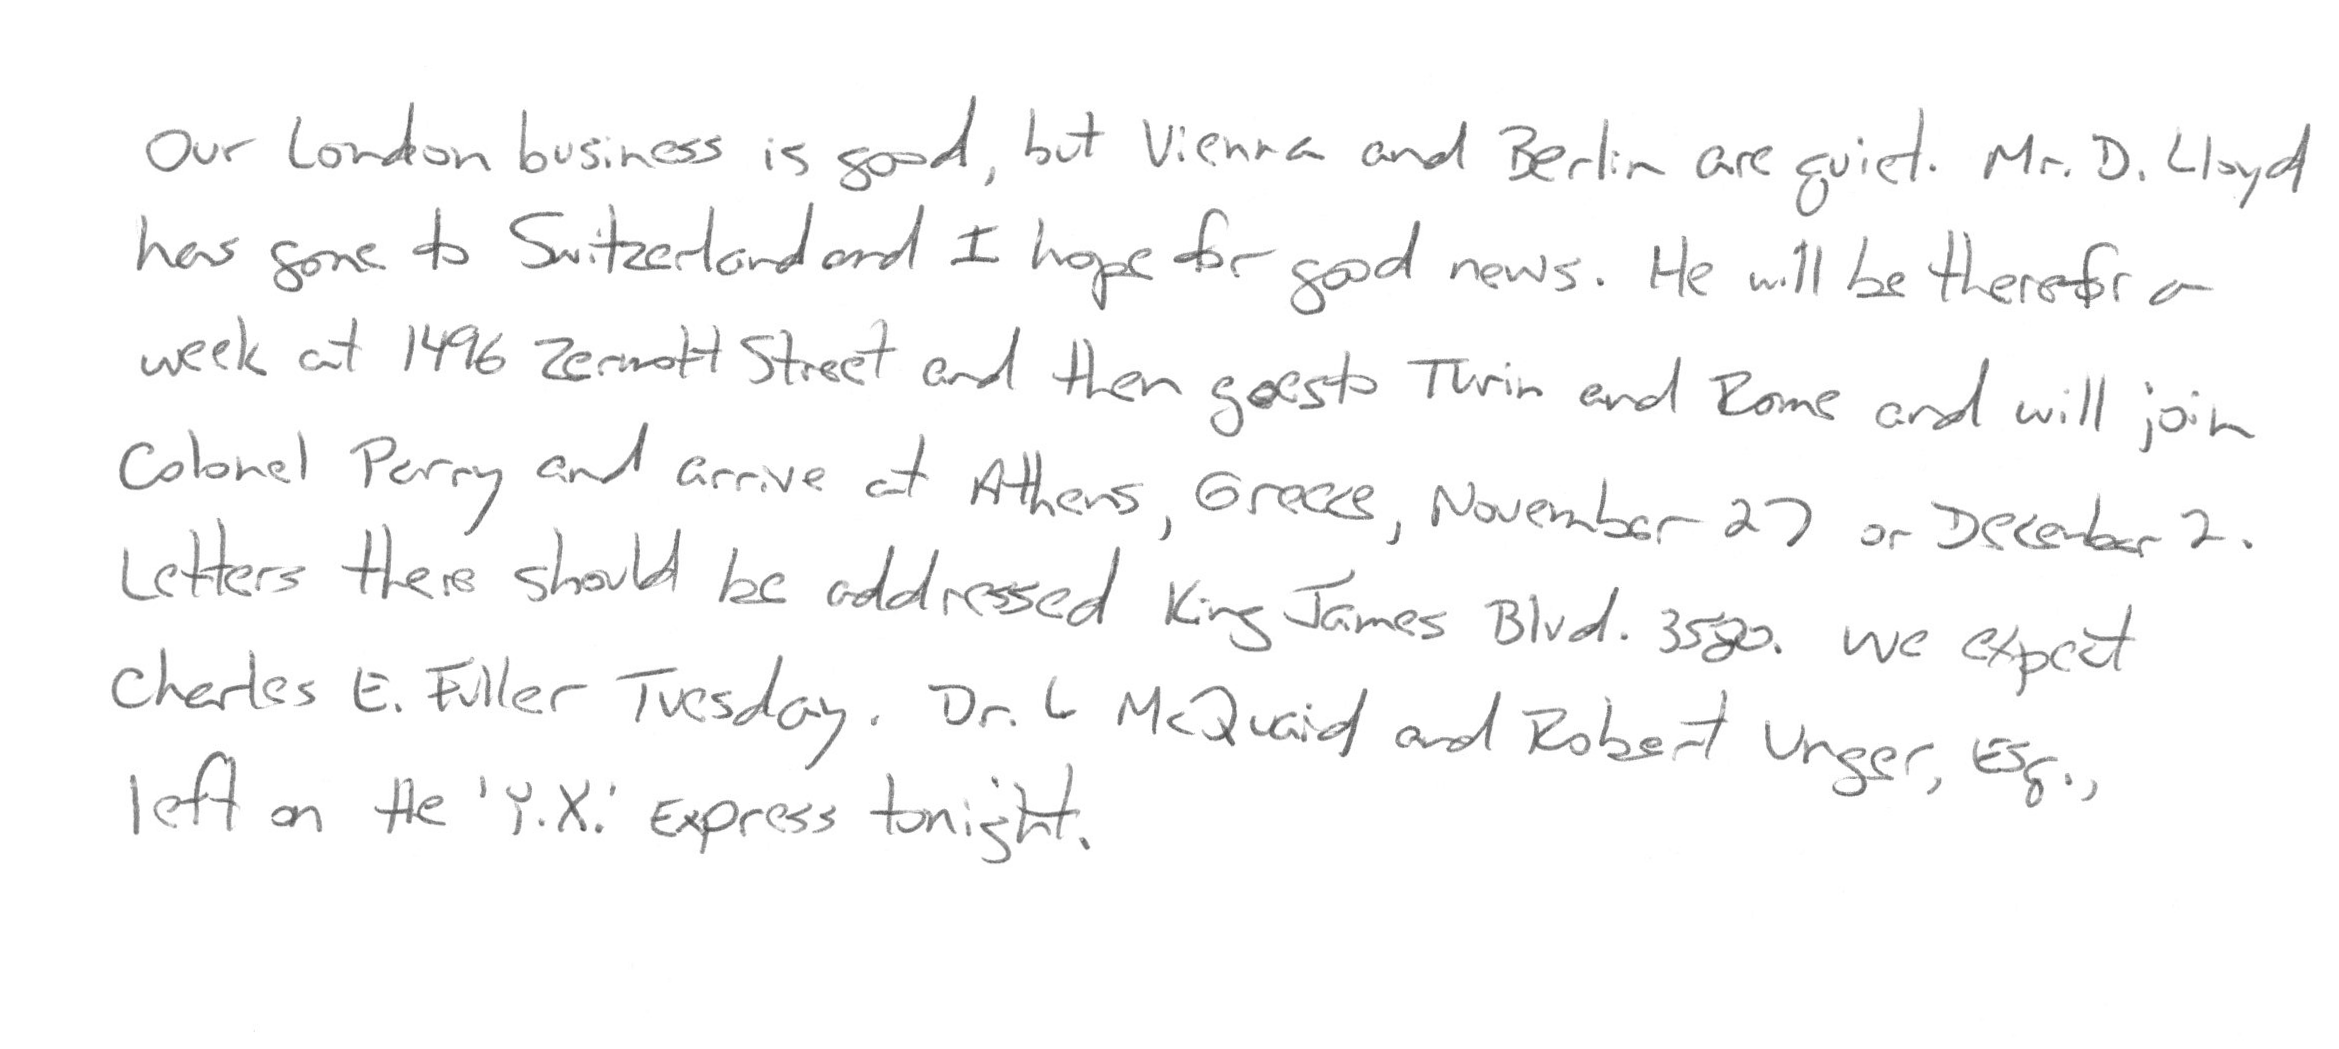 Our London business is good, but Vienna and Berlin are quiet. Mr. D. Lloyd
has gone to Switzerland and I hope for good news. He will be there for a
week at 1496 Zermott Street and then goes to Turin and Rome and will join
Colonel Parry and arrive at Athens, Greece, November 27 or December 2.
Letters there should be addressed King James Blvd. 3580. We expect
Charles E. Fuller Tuesday. Dr. L McQuaid and Robert Unger, Esq.,
left on the 'Y.X.' Express tonight.